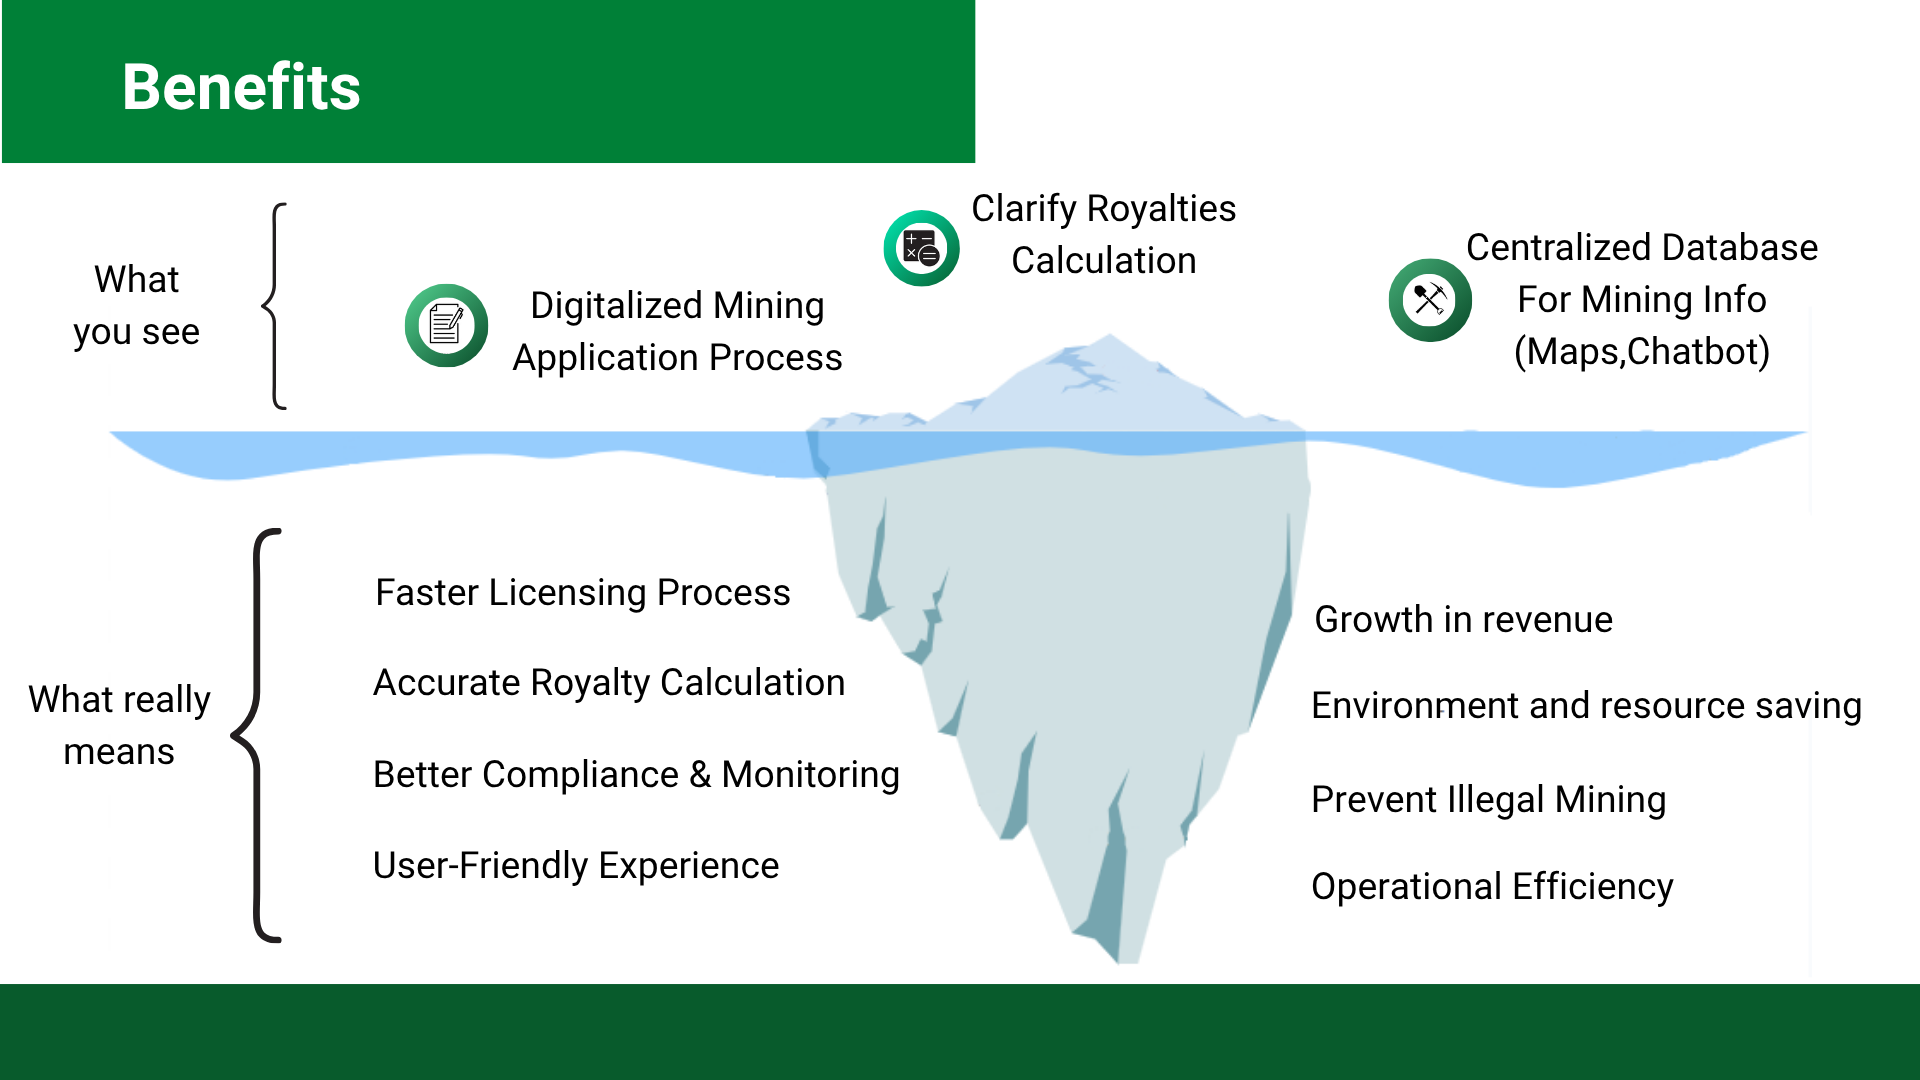 Benefits
What
you see
Digitalized Mining
Application Process
Clarify Royalties
Calculation
Centralized Database
For Mining Info
(Maps,Chatbot)
What really
means
Faster Licensing Process
Accurate Royalty Calculation
Better Compliance & Monitoring
User-Friendly Experience
Growth in revenue
Environment and resource saving
Prevent Illegal Mining
Operational Efficiency